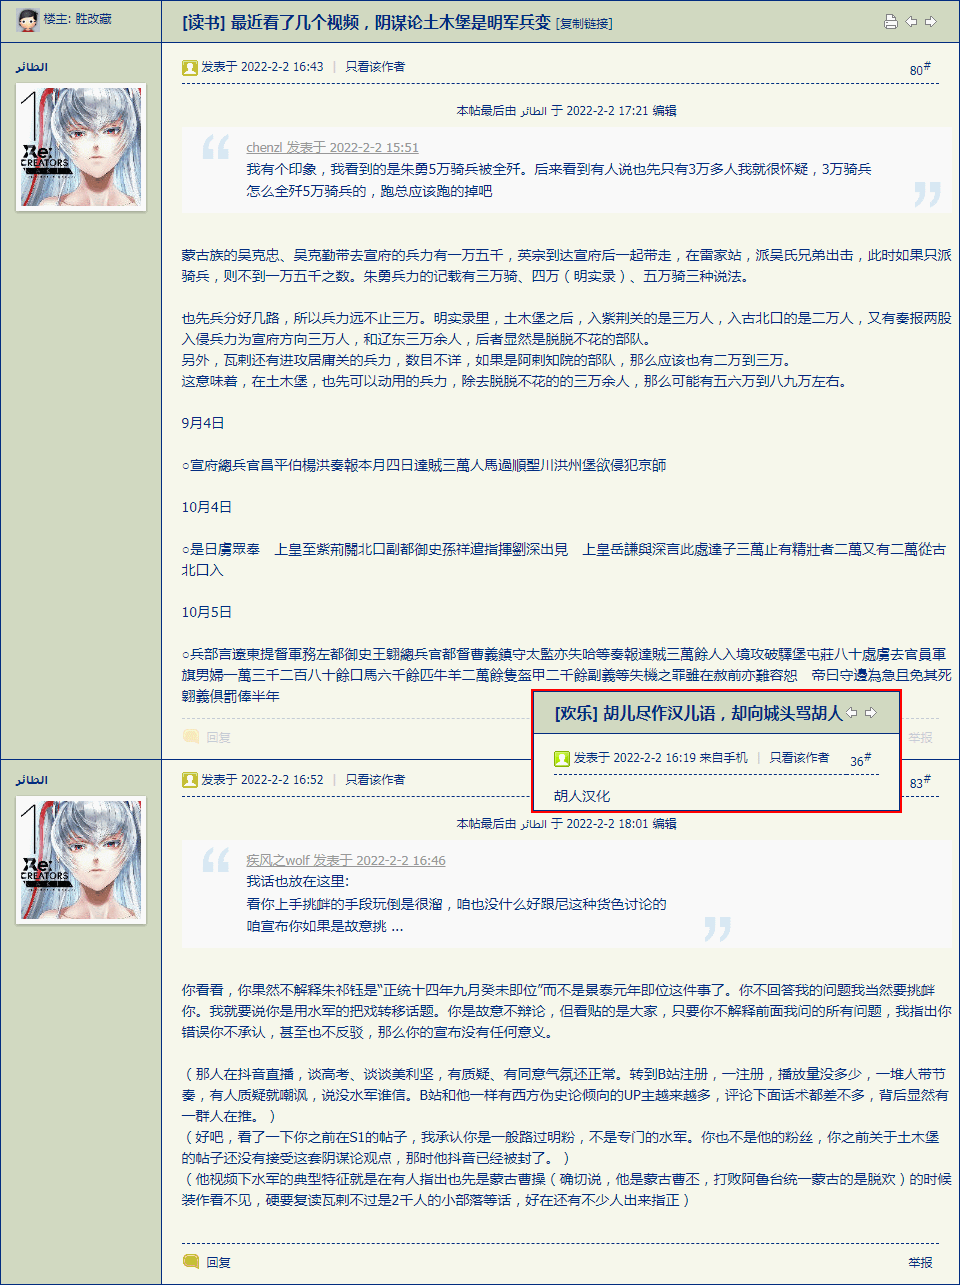 楼主: 胜改藏
[读书] 最近看了几个视频，阴谋论土木堡是明军兵变 [复制链接]
الطائر
发表于 2022-2-2 16:43 | 只看该作者
80#
1
Re:
CREATORS
本帖最后由 الطائر 于 2022-2-2 17:21 编辑
chenzl 发表于 2022-2-2 15:51
我有个印象，我看到的是朱勇5万骑兵被全歼。后来看到有人说也先只有3万多人我就很怀疑，3万骑兵
怎么全歼5万骑兵的，跑总应该跑的掉吧
蒙古族的吴克忠、吴克勤带去宣府的兵力有一万五千，英宗到达宣府后一起带走，在雷家站，派吴氏兄弟出击，此时如果只派
骑兵，则不到一万五千之数。朱勇兵力的记载有三万骑、四万（明实录）、五万骑三种说法。
也先兵分好几路，所以兵力远不止三万。明实录里，土木堡之后，入紫荆关的是三万人，入古北口的是二万人，又有奏报两股
入侵兵力为宣府方向三万人，和辽东三万余人，后者显然是脱脱不花的部队。
另外，瓦剌还有进攻居庸关的兵力，数目不详，如果是阿剌知院的部队，那么应该也有二万到三万。
这意味着，在土木堡，也先可以动用的兵力，除去脱脱不花的的三万余人，那么可能有五六万到八九万左右。
9月4日
○宣府總兵官昌平伯楊洪奏報本月四日達賊三萬人馬過順聖川洪州堡欲侵犯京師
10月4日
○是日虜眾奉　上皇至紫荊關北口副都御史孫祥遣指揮劉深出見　上皇岳謙與深言此處達子三萬止有精壯者二萬又有二萬從古
北口入
10月5日
○兵部言遼東提督軍務左都御史王翱總兵官都督曹義鎮守太監亦失哈等奏報達賊三萬餘人入境攻破驛堡屯莊八十處虜去官員軍
旗男婦一萬三千二百八十餘口馬六千餘匹牛羊二萬餘隻盔甲二千餘副義等失機之罪雖在赦前亦難容恕　帝曰守邊為急且免其死
翱義俱罰俸半年
回复
举报
[欢乐] 胡儿尽作汉儿语，却向城头骂胡人
发表于 2022-2-2 16:19 来自手机 | 只看该作者
36#
胡人汉化
الطائر
发表于 2022-2-2 16:52 | 只看该作者
83#
1
Re:
CREATORS
本帖最后由 الطائر 于 2022-2-2 18:01 编辑
疾风之wolf 发表于 2022-2-2 16:46
我话也放在这里:
看你上手挑衅的手段玩倒是很溜，咱也没什么好跟尼这种货色讨论的
咱宣布你如果是故意挑 ...
你看看，你果然不解释朱祁钰是“正统十四年九月癸未即位”而不是景泰元年即位这件事了。你不回答我的问题我当然要挑衅
你。我就要说你是用水军的把戏转移话题。你是故意不辩论，但看贴的是大家，只要你不解释前面我问的所有问题，我指出你
错误你不承认，甚至也不反驳，那么你的宣布没有任何意义。
（那人在抖音直播，谈高考、谈谈美利坚，有质疑、有同意气氛还正常。转到B站注册，一注册，播放量没多少，一堆人带节
奏，有人质疑就嘲讽，说没水军谁信。B站和他一样有西方伪史论倾向的UP主越来越多，评论下面话术都差不多，背后显然有
一群人在推。）
（好吧，看了一下你之前在S1的帖子，我承认你是一般路过明粉，不是专门的水军。你也不是他的粉丝，你之前关于土木堡
的帖子还没有接受这套阴谋论观点，那时他抖音已经被封了。）
（他视频下水军的典型特征就是在有人指出也先是蒙古曹操（确切说，他是蒙古曹丕，打败阿鲁台统一蒙古的是脱欢）的时候
装作看不见，硬要复读瓦剌不过是2千人的小部落等话，好在还有不少人出来指正）
回复
举报